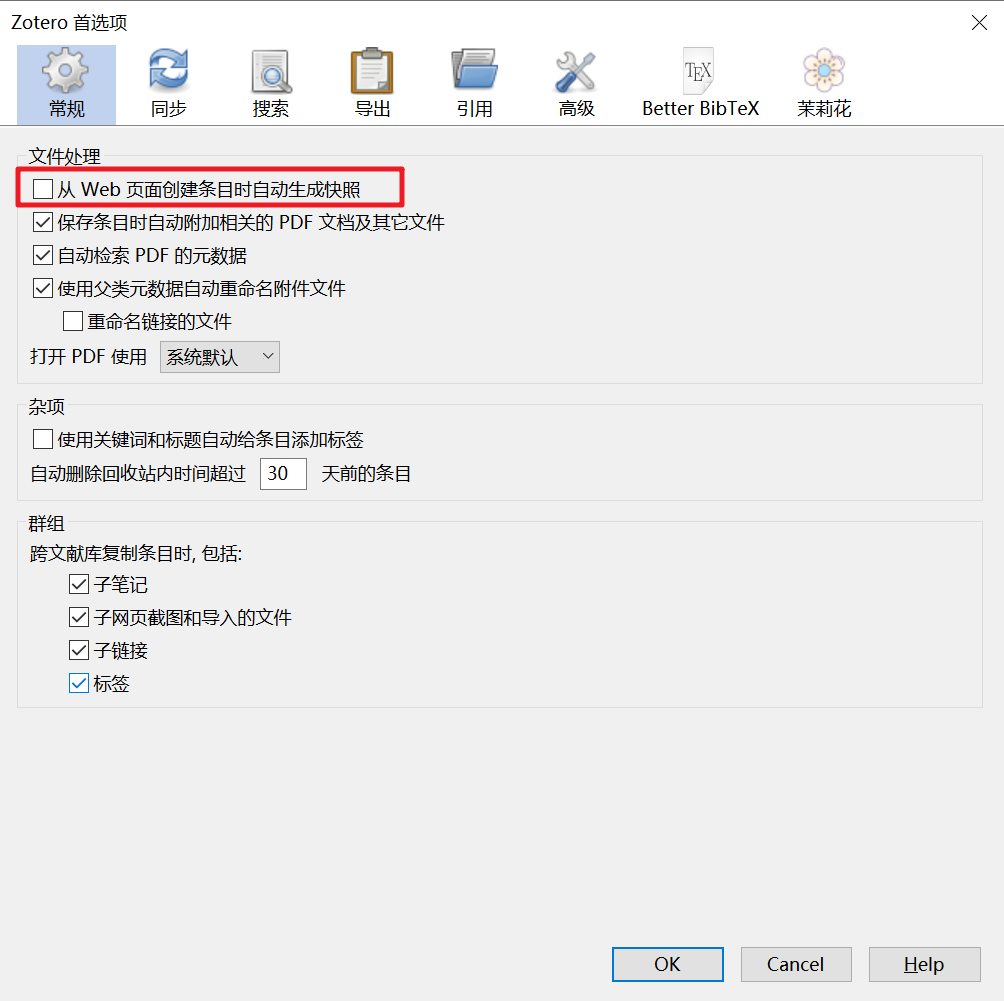 Zotero 首选项
常规 同步 搜索 导出 引用 高级 Better BibTeX 茉莉花
TEX
文件处理
从 Web 页面创建条目时自动生成快照
保存条目时自动附加相关的 PDF 文档及其它文件
自动检索 PDF 的元数据
使用父类元数据自动重命名附件文件
重命名链接的文件
打开 PDF 使用 系统默认
杂项
使用关键词和标题自动给条目添加标签
自动删除回收站内时间超过 30 天前的条目
群组
跨文献库复制条目时, 包括:
子笔记
子网页截图和导入的文件
子链接
标签
OK Cancel Help